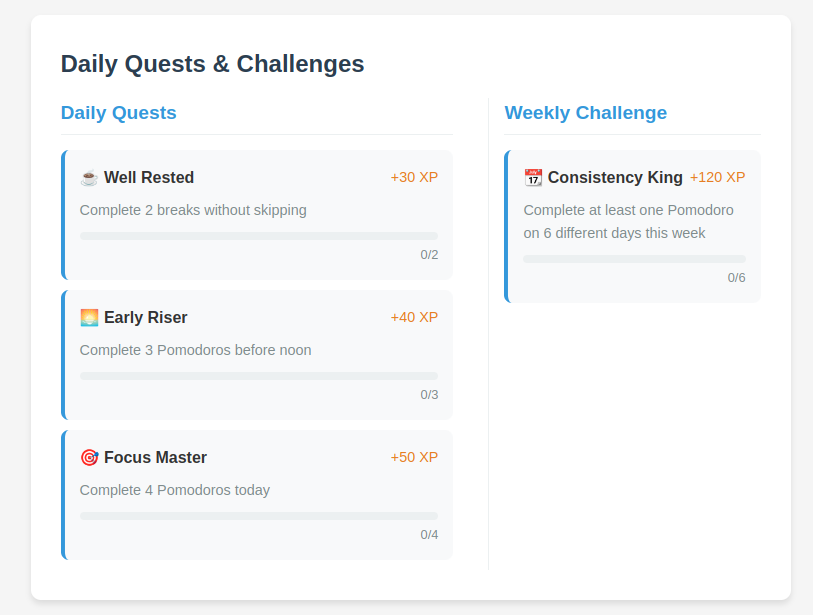 Daily Quests & Challenges
Daily Quests
☕ Well Rested +30 XP
Complete 2 breaks without skipping
0/2
🌅 Early Riser +40 XP
Complete 3 Pomodoros before noon
0/3
🎯 Focus Master +50 XP
Complete 4 Pomodoros today
0/4
Weekly Challenge
📆 Consistency King +120 XP
Complete at least one Pomodoro
on 6 different days this week
0/6